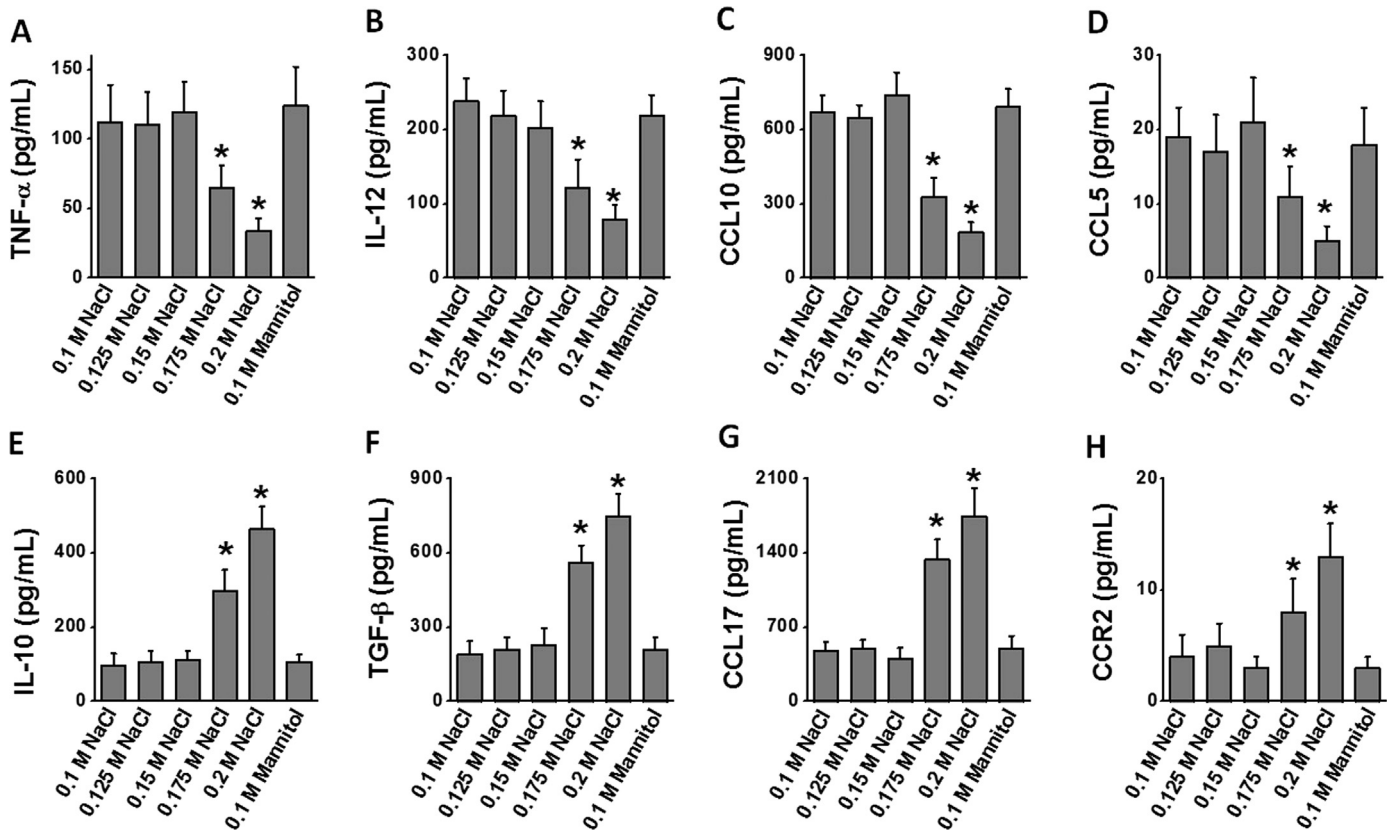 A
TNF-α (pg/mL)
150
100
50
0
0.1 M NaCl
0.125 M NaCl
0.15 M NaCl
0.175 M NaCl
0.2 M NaCl
0.1 M Mannitol
* *
B
IL-12 (pg/mL)
300
200
100
0
0.1 M NaCl
0.125 M NaCl
0.15 M NaCl
0.175 M NaCl
0.2 M NaCl
0.1 M Mannitol
* *
C
CCL10 (pg/mL)
900
600
300
0
0.1 M NaCl
0.125 M NaCl
0.15 M NaCl
0.175 M NaCl
0.2 M NaCl
0.1 M Mannitol
* *
D
CCL5 (pg/mL)
30
20
10
0
0.1 M NaCl
0.125 M NaCl
0.15 M NaCl
0.175 M NaCl
0.2 M NaCl
0.1 M Mannitol
* *
E
IL-10 (pg/mL)
600
400
200
0
0.1 M NaCl
0.125 M NaCl
0.15 M NaCl
0.175 M NaCl
0.2 M NaCl
0.1 M Mannitol
* *
F
TGF-β (pg/mL)
900
600
300
0
0.1 M NaCl
0.125 M NaCl
0.15 M NaCl
0.175 M NaCl
0.2 M NaCl
0.1 M Mannitol
* *
G
CCL17 (pg/mL)
2100
1400
700
0
0.1 M NaCl
0.125 M NaCl
0.15 M NaCl
0.175 M NaCl
0.2 M NaCl
0.1 M Mannitol
* *
H
CCR2 (pg/mL)
20
10
0
0.1 M NaCl
0.125 M NaCl
0.15 M NaCl
0.175 M NaCl
0.2 M NaCl
0.1 M Mannitol
* *